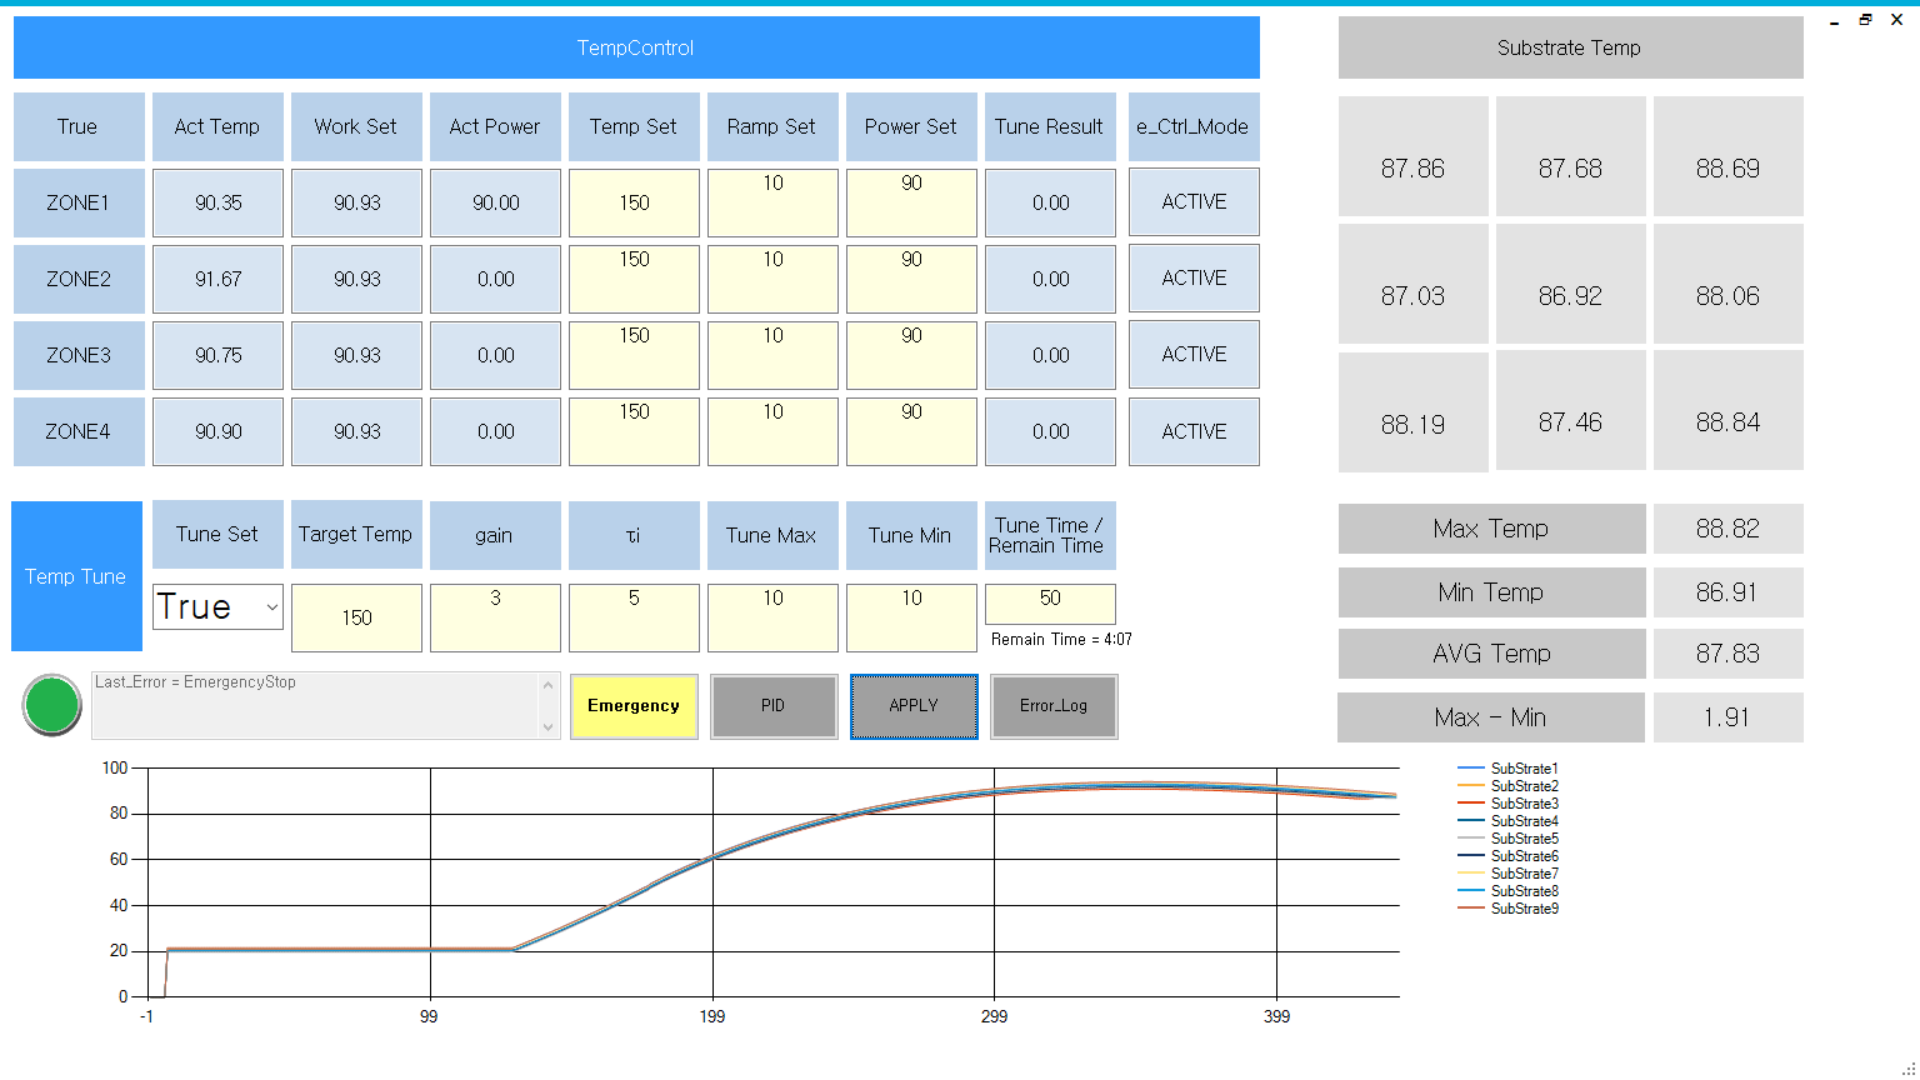 TempControl
Substrate Temp
True Act Temp Work Set Act Power Temp Set Ramp Set Power Set Tune Result e_Ctrl_Mode
ZONE1 90.35 90.93 90.00 150 10 90 0.00 ACTIVE
ZONE2 91.67 90.93 0.00 150 10 90 0.00 ACTIVE
ZONE3 90.75 90.93 0.00 150 10 90 0.00 ACTIVE
ZONE4 90.90 90.93 0.00 150 10 90 0.00 ACTIVE
87.86 87.68 88.69
87.03 86.92 88.06
88.19 87.46 88.84
Temp Tune
Tune Set Target Temp gain τi Tune Max Tune Min Tune Time /
Remain Time
True 150 3 5 10 10 50
Remain Time = 4:07
Max Temp 88.82
Min Temp 86.91
AVG Temp 87.83
Max - Min 1.91
Last_Error = EmergencyStop
Emergency PID APPLY Error_Log
100
80
60
40
20
0
-1 99 199 299 399
SubStrate1
SubStrate2
SubStrate3
SubStrate4
SubStrate5
SubStrate6
SubStrate7
SubStrate8
SubStrate9